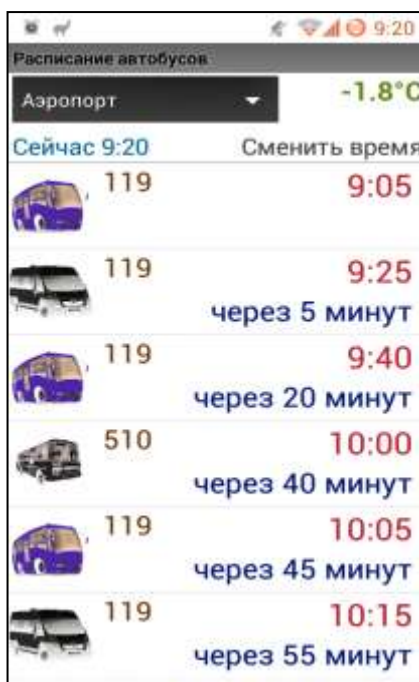 9:20
Расписание автобусов
Аэропорт
-1.8°C
Сейчас 9:20 Сменить время
119 9:05
119 9:25
через 5 минут
119 9:40
через 20 минут
510 10:00
через 40 минут
119 10:05
через 45 минут
119 10:15
через 55 минут